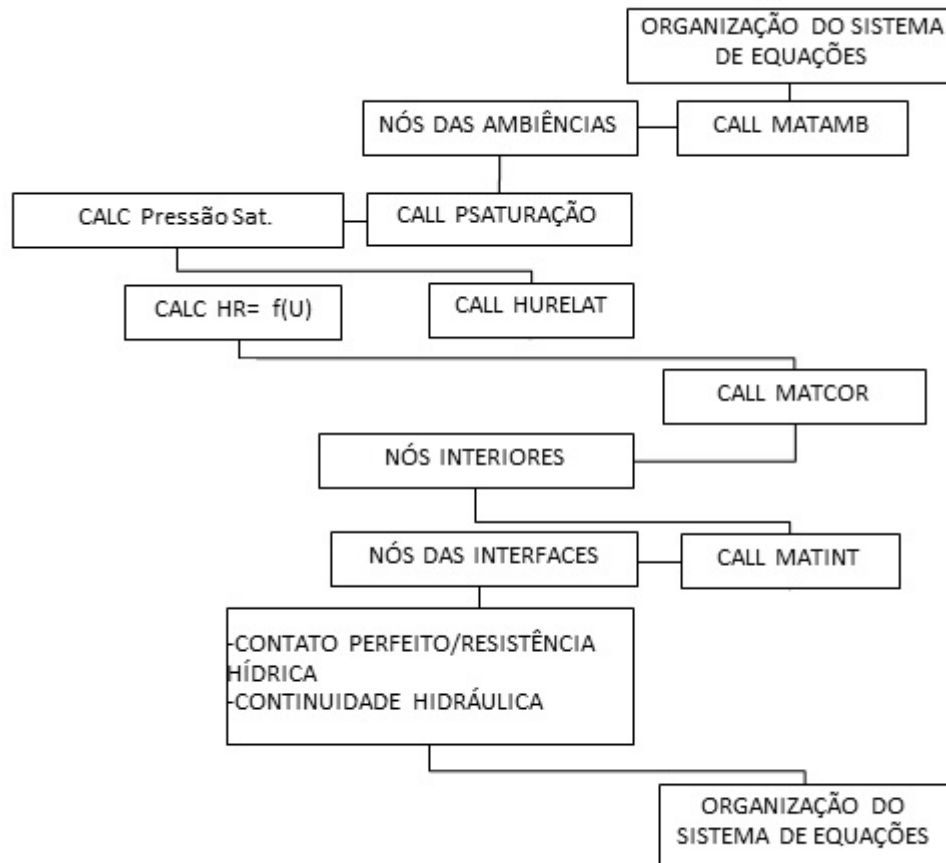 ORGANIZAÇÃO DO SISTEMA
DE EQUAÇÕES
NÓS DAS AMBIÊNCIAS
CALL MATAMB
CALC Pressão Sat.
CALL PSATURAÇÃO
CALC HR= f(U)
CALL HURELAT
CALL MATCOR
NÓS INTERIORES
NÓS DAS INTERFACES
CALL MATINT
-CONTATO PERFEITO/RESISTÊNCIA
HÍDRICA
-CONTINUIDADE HIDRÁULICA
ORGANIZAÇÃO DO
SISTEMA DE EQUAÇÕES